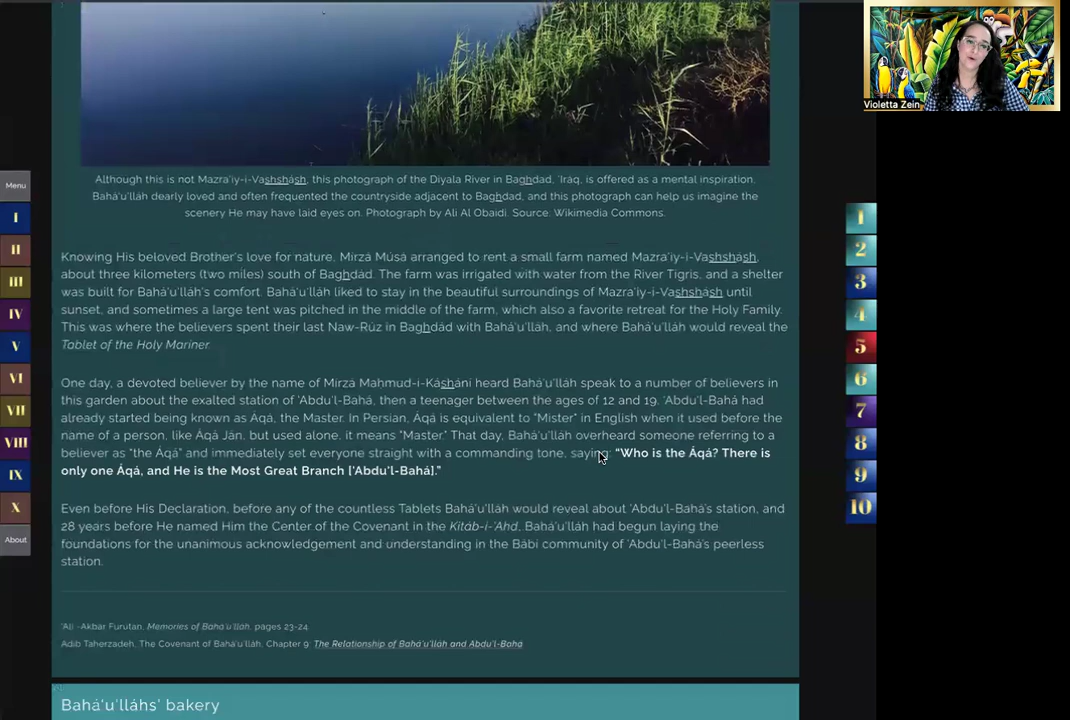 Violetta Zein
Although this is not Mazra'iy-i-Vashshásh, this photograph of the Diyala River in Baghdad, 'Iráq, is offered as a mental inspiration.
Bahá'u'lláh dearly loved and often frequented the countryside adjacent to Baghdad, and this photograph can help us imagine the
scenery He may have laid eyes on. Photograph by Ali Al Obaidi. Source. Wikimedia Commons.
Menu
I
II
III
IV
V
VI
VII
VIII
IX
X
About
Knowing His beloved Brother's love for nature, Mírzá Músá arranged to rent a small farm named Mazra'iy-i-Vashshásh,
about three kilometers (two miles) south of Baghdád. The farm was irrigated with water from the River Tigris, and a shelter
was built for Bahá'u'lláh's comfort. Bahá'u'lláh liked to stay in the beautiful surroundings of Mazra'iy-i-Vashshásh until
sunset, and sometimes a large tent was pitched in the middle of the farm, which also a favorite retreat for the Holy Family.
This was where the believers spent their last Naw-Rúz in Baghdád with Bahá'u'lláh, and where Bahá'u'lláh would reveal the
Tablet of the Holy Mariner.
One day, a devoted believer by the name of Mírzá Maḥmud-i-Káshání heard Bahá'u'lláh speak to a number of believers in
this garden about the exalted station of 'Abdu'l-Bahá, then a teenager between the ages of 12 and 19. 'Abdu'l-Bahá had
already started being known as Áqá, the Master. In Persian, Áqá is equivalent to "Mister" in English when it used before the
name of a person, like Áqá Ján, but used alone, it means "Master." That day, Bahá'u'lláh overheard someone referring to a
believer as "the Áqá" and immediately set everyone straight with a commanding tone, saying: "Who is the Áqá? There is
only one Áqá, and He is the Most Great Branch ['Abdu'l-Bahá]."
Even before His Declaration, before any of the countless Tablets Bahá'u'lláh would reveal about 'Abdu'l-Bahá's station, and
28 years before He named Him the Center of the Covenant in the Kitáb-i-'Ahd, Bahá'u'lláh had begun laying the
foundations for the unanimous acknowledgement and understanding in the Bábí community of 'Abdu'l-Bahá's peerless
station.
'Alí -Akbar Furútan, Memories of Bahá'u'lláh, pages 23-24
Adib Taherzadeh, The Covenant of Bahá'u'lláh, Chapter 9: The Relationship of Bahá'u'lláh and Abdu'l-Baha
Bahá'u'lláhs' bakery
1
2
3
4
5
6
7
8
9
10